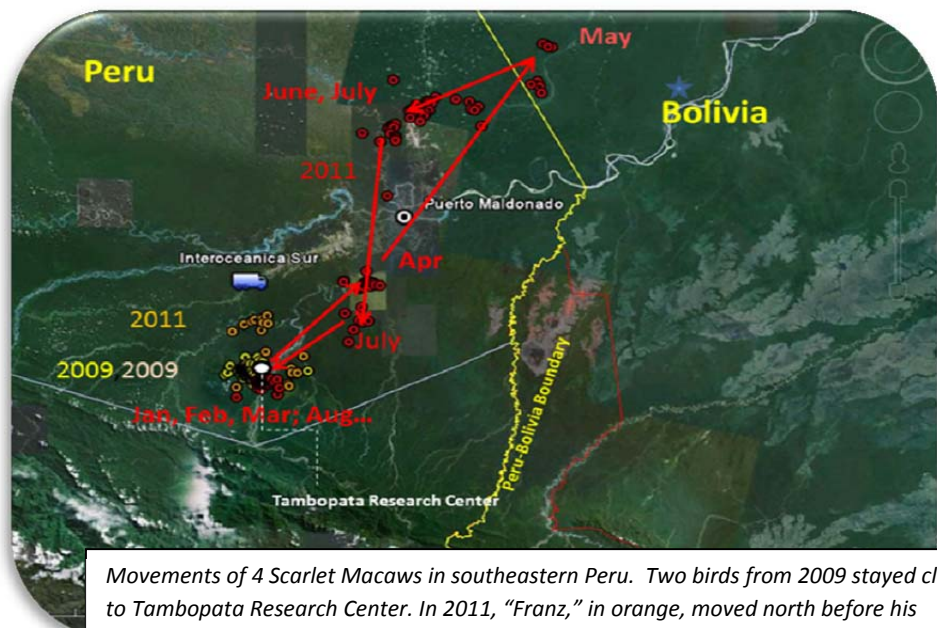 May
Peru
June, July
Bolivia
2011
Puerto Maldonado
Interoceanica Sur
Apr
2011
July
2009, 2009
Jan, Feb, Mar; Aug...
Peru-Bolivia Boundary
Tambopata Research Center
Movements of 4 Scarlet Macaws in southeastern Peru. Two birds from 2009 stayed cl
to Tambopata Research Center. In 2011, “Franz,” in orange, moved north before his